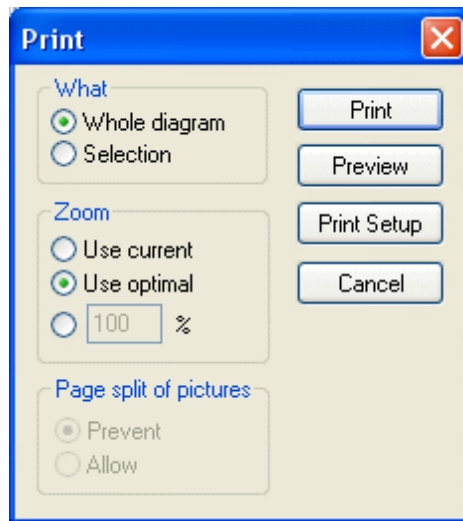 Print
What
Whole diagram
Selection
Zoom
Use current
Use optimal
100 %
Page split of pictures
Prevent
Allow
Print
Preview
Print Setup
Cancel